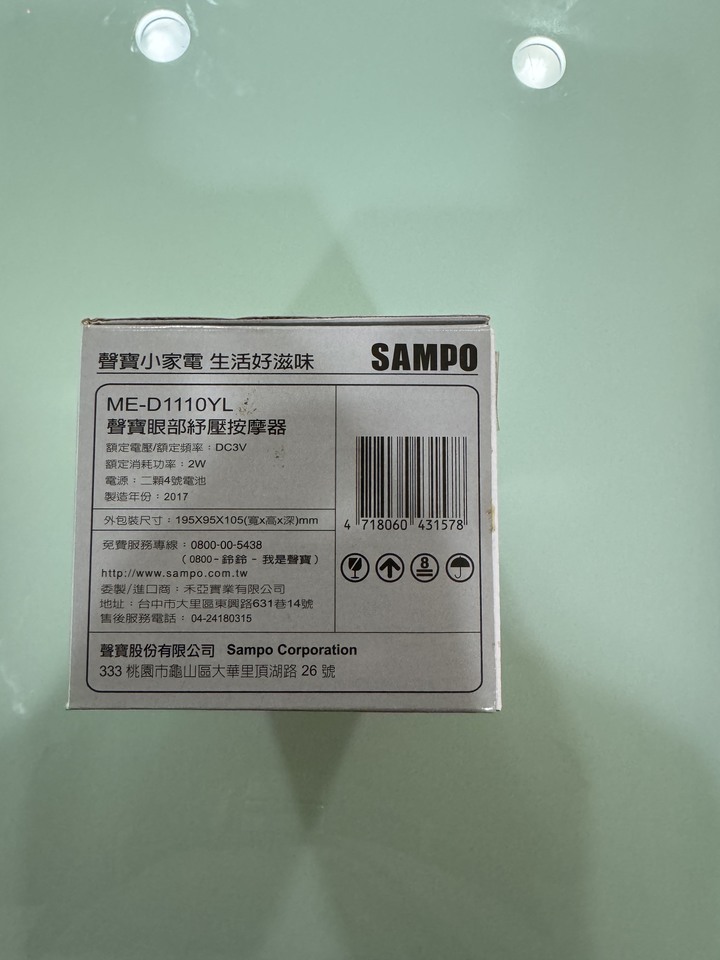 聲寶小家電 生活好滋味
SAMPO
ME-D1110YL
聲寶眼部紓壓按摩器
額定電壓/額定頻率：DC3V
額定消耗功率：2W
電源：二顆4號電池
製造年份：2017
外包裝尺寸：195X95X105(寬x高x深)mm
免費服務專線：0800-00-5438
（0800-鈴鈴-我是聲寶）
http://www.sampo.com.tw
委製/進口商：禾亞實業有限公司
地址：台中市大里區東興路631巷14號
售後服務電話：04-24180315
4 718060 431578
8
聲寶股份有限公司 Sampo Corporation
333 桃園市龜山區大華里頂湖路 26 號